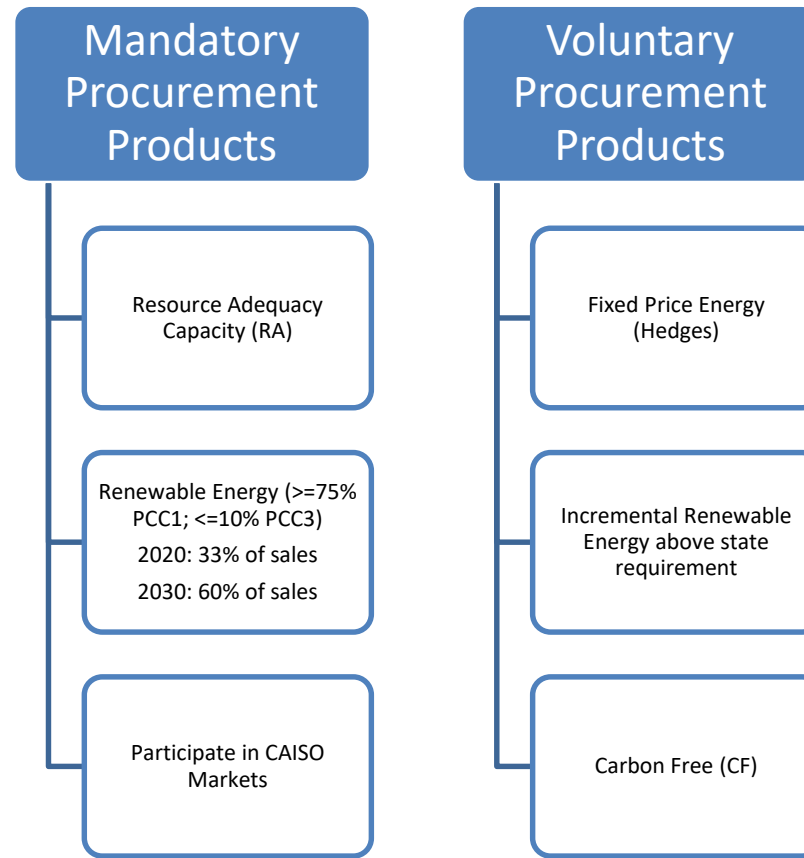 Mandatory
Procurement
Products
Resource Adequacy
Capacity (RA)
Renewable Energy (>=75%
PCC1; <=10% PCC3)
2020: 33% of sales
2030: 60% of sales
Participate in CAISO
Markets
Voluntary
Procurement
Products
Fixed Price Energy
(Hedges)
Incremental Renewable
Energy above state
requirement
Carbon Free (CF)